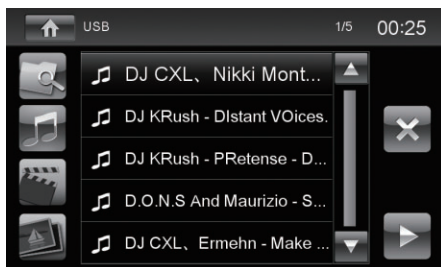 USB 1/5 00:25
DJ CXL、Nikki Mont...
DJ KRush - DIstant VOices.
DJ KRush - PRetense - D...
D.O.N.S And Maurizio - S...
DJ CXL、Ermehn - Make ...